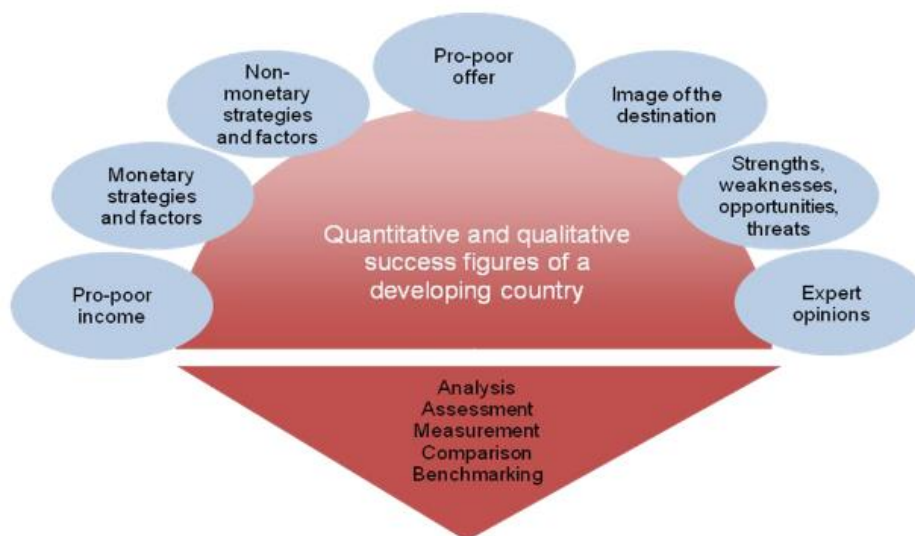 Pro-poor
offer
Non-
monetary
strategies
and factors
Image of the
destination
Monetary
strategies
and factors
Strengths,
weaknesses,
opportunities,
threats
Quantitative and qualitative
success figures of a
developing country
Pro-poor
income
Expert
opinions
Analysis
Assessment
Measurement
Comparison
Benchmarking